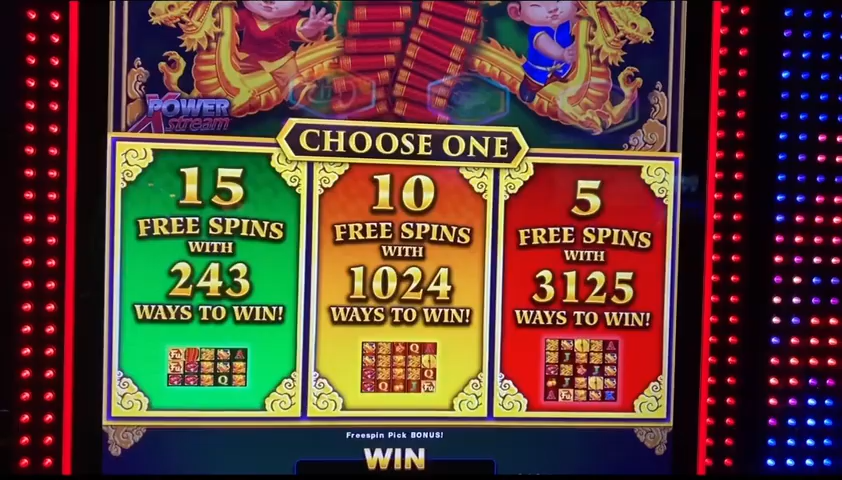 POWER
Xstream
CHOOSE ONE
15
FREE SPINS
WITH
243
WAYS TO WIN!
10
FREE SPINS
WITH
1024
WAYS TO WIN!
5
FREE SPINS
WITH
3125
WAYS TO WIN!
Freespin Pick BONUS!
WIN